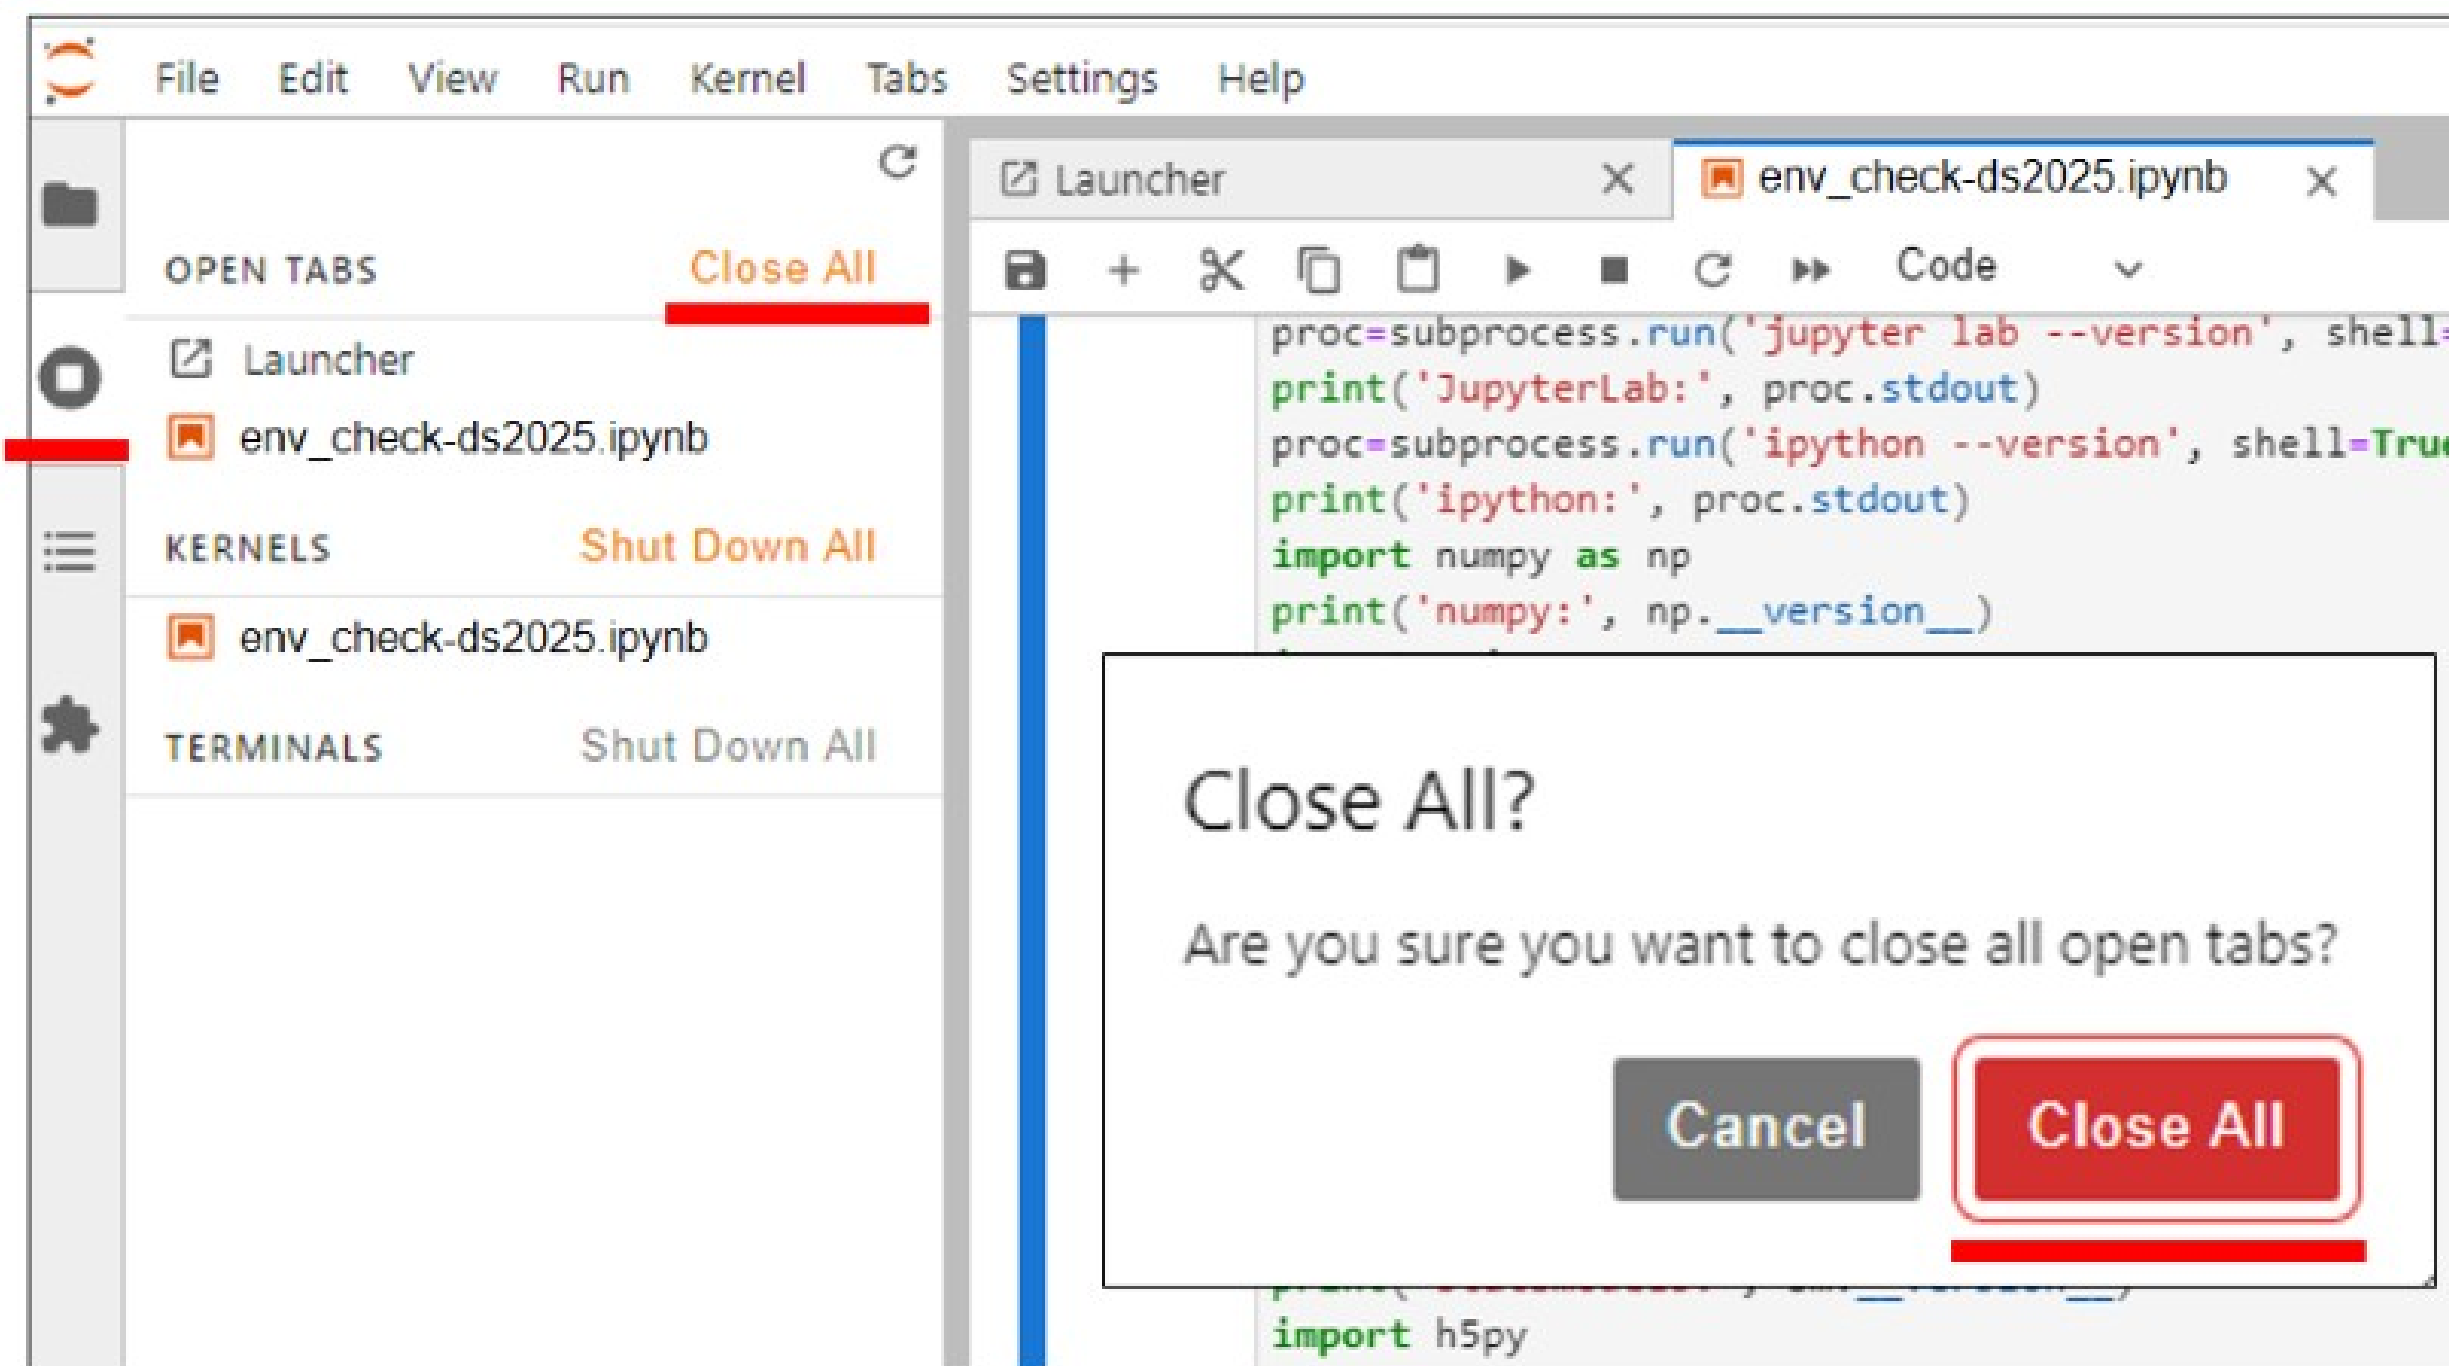 File Edit View Run Kernel Tabs Settings Help
OPEN TABS Close All
Launcher
env_check-ds2025.ipynb
KERNELS Shut Down All
env_check-ds2025.ipynb
TERMINALS Shut Down All
Launcher env_check-ds2025.ipynb
Code
proc=subprocess.run('jupyter lab --version', shell=
print('JupyterLab:', proc.stdout)
proc=subprocess.run('ipython --version', shell=True
print('ipython:', proc.stdout)
import numpy as np
print('numpy:', np.__version__)
Close All?
Are you sure you want to close all open tabs?
Cancel Close All
import h5py